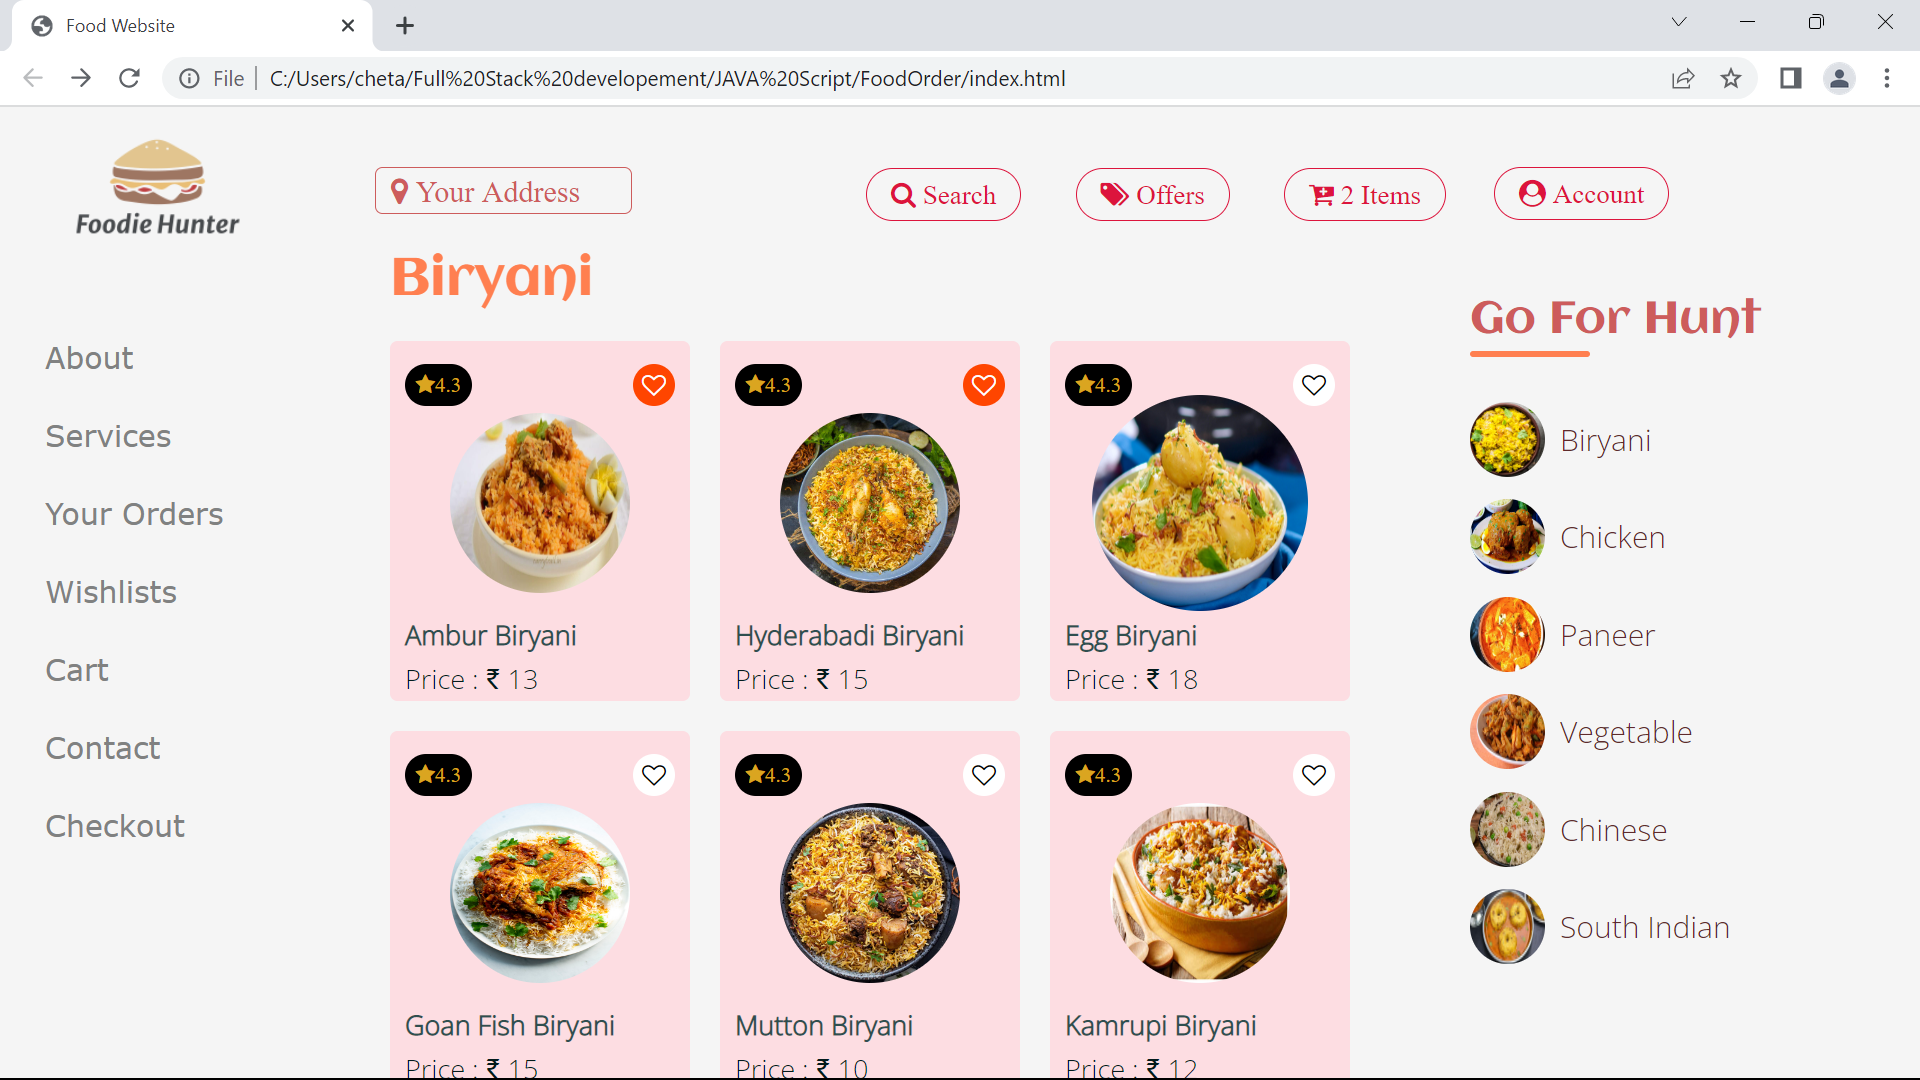 Food Website
File
C:/Users/cheta/Full%20Stack%20developement/JAVA%20Script/FoodOrder/index.html
Foodie Hunter
Your Address
Search
Offers
2 Items
Account
About
Services
Your Orders
Wishlists
Cart
Contact
Checkout
Biryani
4.3
Ambur Biryani
Price : ₹ 13
4.3
Hyderabadi Biryani
Price : ₹ 15
4.3
Egg Biryani
Price : ₹ 18
4.3
Goan Fish Biryani
Price : ₹ 15
4.3
Mutton Biryani
Price : ₹ 10
4.3
Kamrupi Biryani
Price : ₹ 12
Go For Hunt
Biryani
Chicken
Paneer
Vegetable
Chinese
South Indian